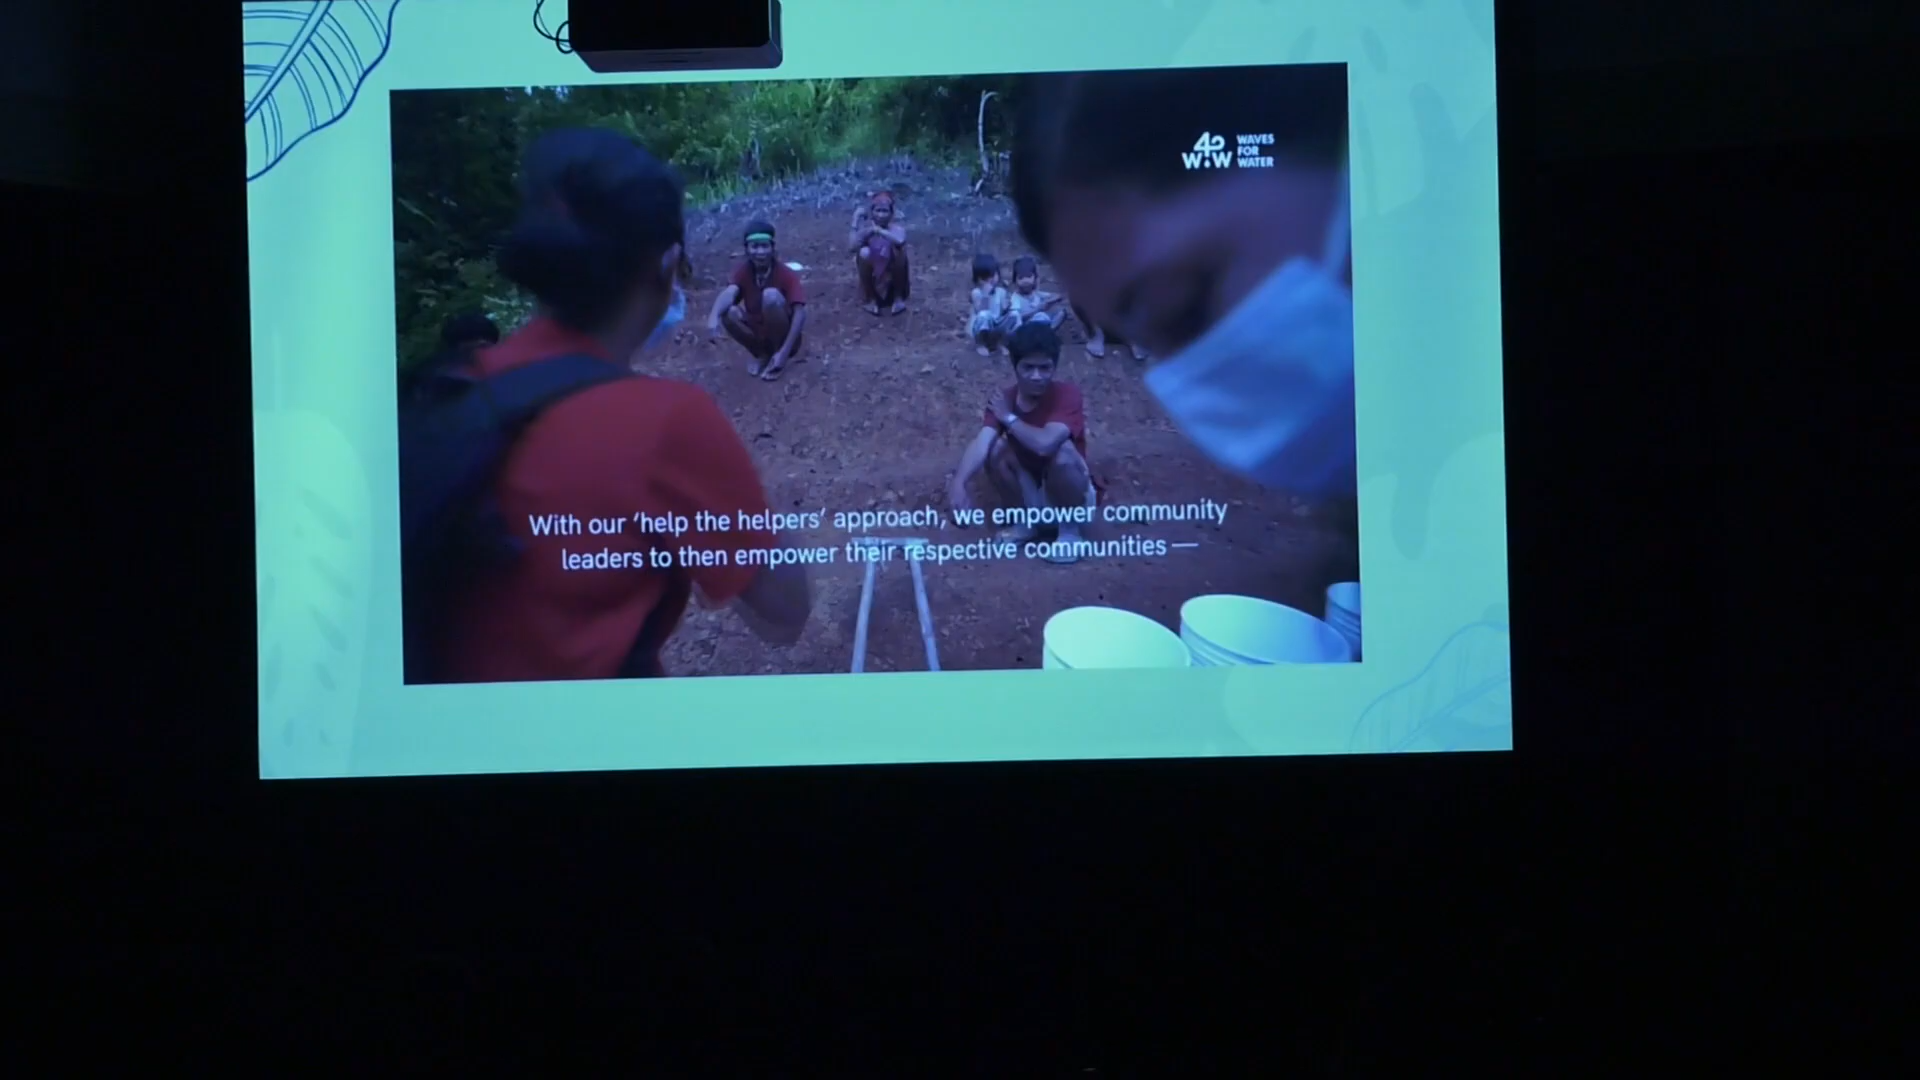 W4W
WAVES
FOR
WATER
With our ‘help the helpers’ approach, we empower community
leaders to then empower their respective communities —